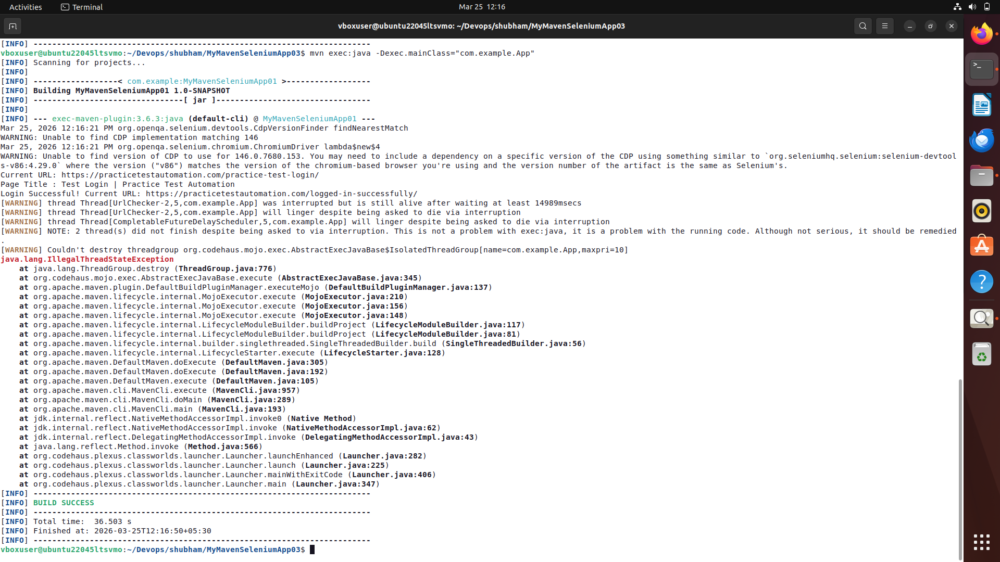 Activities
Terminal
Mar 25 12:16
vboxuser@ubuntu22045ltsvmo: ~/Devops/shubham/MyMavenSeleniumApp03
[INFO] ------------------------------------------------------------------------
vboxuser@ubuntu22045ltsvmo:~/Devops/shubham/MyMavenSeleniumApp03$ mvn exec:java -Dexec.mainClass="com.example.App"
[INFO] Scanning for projects...
[INFO]
[INFO] ------------------< com.example:MyMavenSeleniumApp01 >------------------
[INFO] Building MyMavenSeleniumApp01 1.0-SNAPSHOT
[INFO] --------------------------------[ jar ]---------------------------------
[INFO]
[INFO] --- exec-maven-plugin:3.6.3:java (default-cli) @ MyMavenSeleniumApp01 ---
Mar 25, 2026 12:16:21 PM org.openqa.selenium.devtools.CdpVersionFinder findNearestMatch
WARNING: Unable to find CDP implementation matching 146
Mar 25, 2026 12:16:21 PM org.openqa.selenium.chromium.ChromiumDriver lambda$new$4
WARNING: Unable to find version of CDP to use for 146.0.7680.153. You may need to include a dependency on a specific version of the CDP using something similar to `org.seleniumhq.selenium:selenium-devtool
s-v86:4.29.0` where the version ("v86") matches the version of the chromium-based browser you're using and the version number of the artifact is the same as Selenium's.
Current URL: https://practicetestautomation.com/practice-test-login/
Page Title : Test Login | Practice Test Automation
Login Successful! Current URL: https://practicetestautomation.com/logged-in-successfully/
[WARNING] thread Thread[UrlChecker-2,5,com.example.App] was interrupted but is still alive after waiting at least 14989msecs
[WARNING] thread Thread[UrlChecker-2,5,com.example.App] will linger despite being asked to die via interruption
[WARNING] thread Thread[CompletableFutureDelayScheduler,5,com.example.App] will linger despite being asked to die via interruption
[WARNING] NOTE: 2 thread(s) did not finish despite being asked to via interruption. This is not a problem with exec:java, it is a problem with the running code. Although not serious, it should be remedied
.
[WARNING] Couldn't destroy threadgroup org.codehaus.mojo.exec.AbstractExecJavaBase$IsolatedThreadGroup[name=com.example.App,maxpri=10]
java.lang.IllegalThreadStateException
    at java.lang.ThreadGroup.destroy (ThreadGroup.java:776)
    at org.codehaus.mojo.exec.AbstractExecJavaBase.execute (AbstractExecJavaBase.java:345)
    at org.apache.maven.plugin.DefaultBuildPluginManager.executeMojo (DefaultBuildPluginManager.java:137)
    at org.apache.maven.lifecycle.internal.MojoExecutor.execute (MojoExecutor.java:210)
    at org.apache.maven.lifecycle.internal.MojoExecutor.execute (MojoExecutor.java:156)
    at org.apache.maven.lifecycle.internal.MojoExecutor.execute (MojoExecutor.java:148)
    at org.apache.maven.lifecycle.internal.LifecycleModuleBuilder.buildProject (LifecycleModuleBuilder.java:117)
    at org.apache.maven.lifecycle.internal.LifecycleModuleBuilder.buildProject (LifecycleModuleBuilder.java:81)
    at org.apache.maven.lifecycle.internal.builder.singlethreaded.SingleThreadedBuilder.build (SingleThreadedBuilder.java:56)
    at org.apache.maven.lifecycle.internal.LifecycleStarter.execute (LifecycleStarter.java:128)
    at org.apache.maven.DefaultMaven.doExecute (DefaultMaven.java:305)
    at org.apache.maven.DefaultMaven.doExecute (DefaultMaven.java:192)
    at org.apache.maven.DefaultMaven.execute (DefaultMaven.java:105)
    at org.apache.maven.cli.MavenCli.execute (MavenCli.java:957)
    at org.apache.maven.cli.MavenCli.doMain (MavenCli.java:289)
    at org.apache.maven.cli.MavenCli.main (MavenCli.java:193)
    at jdk.internal.reflect.NativeMethodAccessorImpl.invoke0 (Native Method)
    at jdk.internal.reflect.NativeMethodAccessorImpl.invoke (NativeMethodAccessorImpl.java:62)
    at jdk.internal.reflect.DelegatingMethodAccessorImpl.invoke (DelegatingMethodAccessorImpl.java:43)
    at java.lang.reflect.Method.invoke (Method.java:566)
    at org.codehaus.plexus.classworlds.launcher.Launcher.launchEnhanced (Launcher.java:282)
    at org.codehaus.plexus.classworlds.launcher.Launcher.launch (Launcher.java:225)
    at org.codehaus.plexus.classworlds.launcher.Launcher.mainWithExitCode (Launcher.java:406)
    at org.codehaus.plexus.classworlds.launcher.Launcher.main (Launcher.java:347)
[INFO] ------------------------------------------------------------------------
[INFO] BUILD SUCCESS
[INFO] ------------------------------------------------------------------------
[INFO] Total time:  36.503 s
[INFO] Finished at: 2026-03-25T12:16:50+05:30
[INFO] ------------------------------------------------------------------------
vboxuser@ubuntu22045ltsvmo:~/Devops/shubham/MyMavenSeleniumApp03$